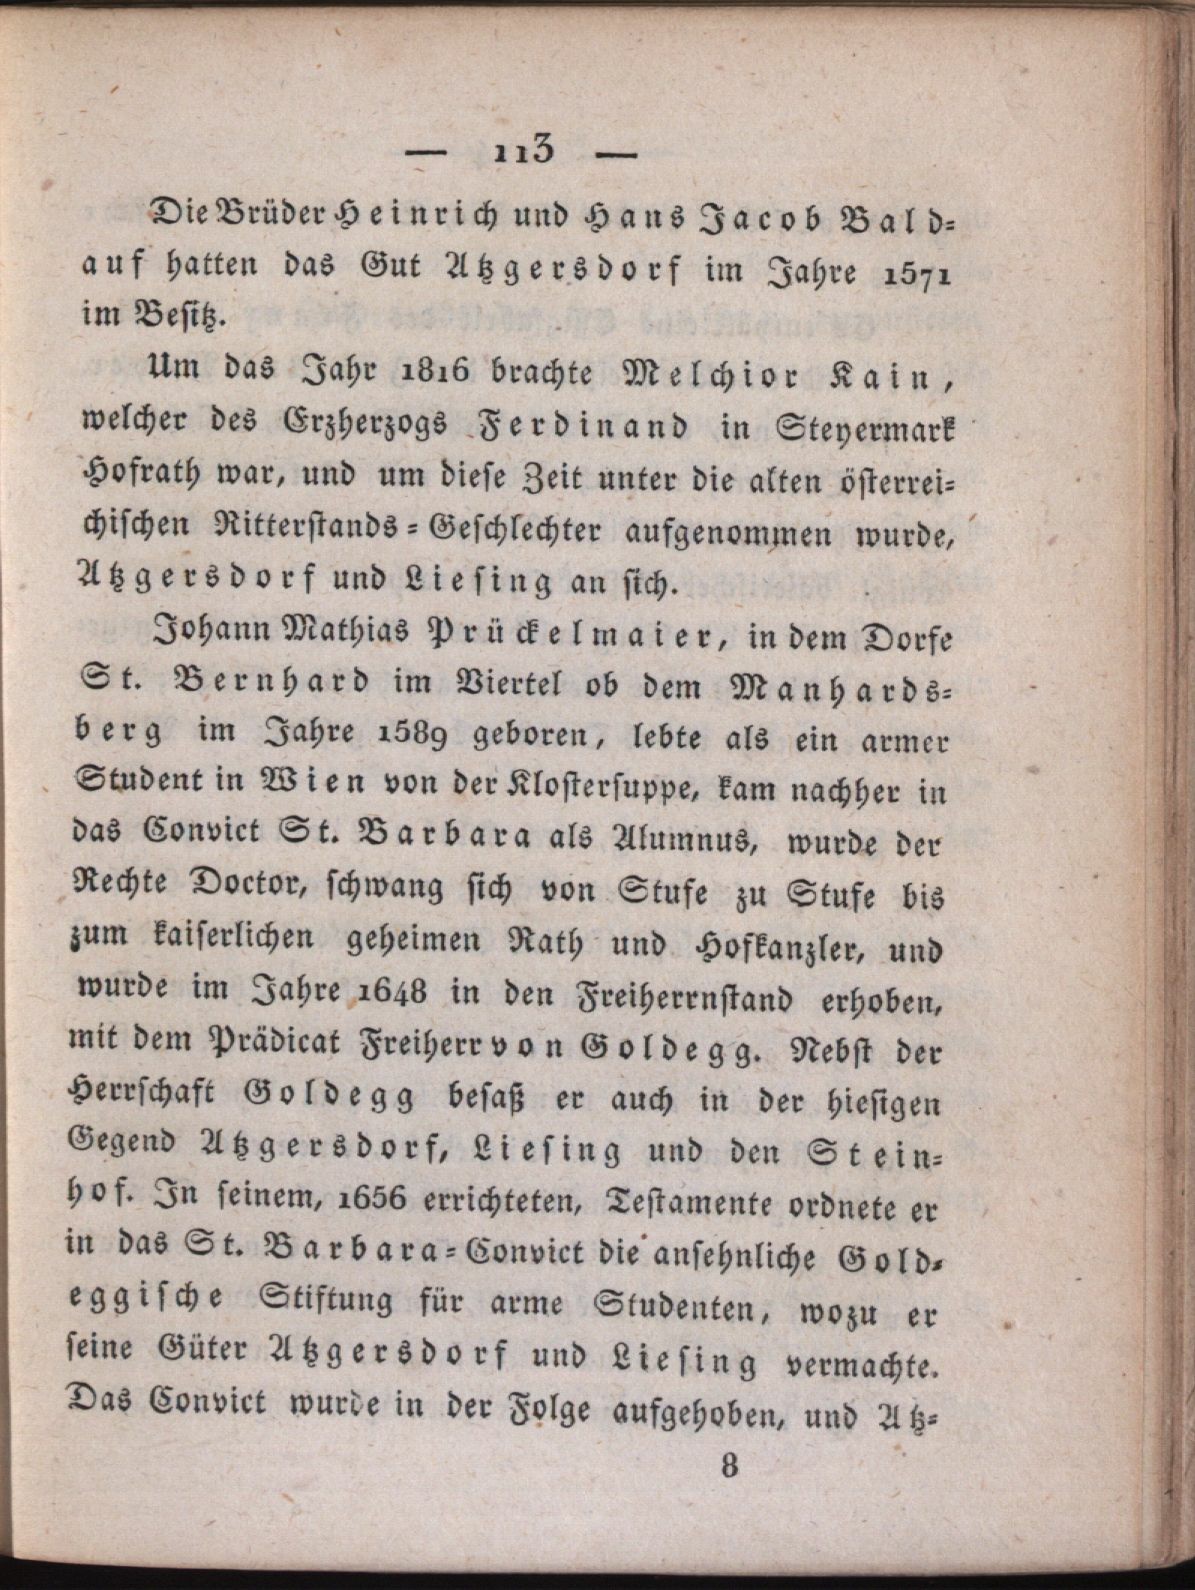 — 113 —
Die Brüder Heinrich und Hans Jacob Bald-
auf hatten das Gut Atzgersdorf im Jahre 1571
im Besitz.
Um das Jahr 1816 brachte Melchior Kain,
welcher des Erzherzogs Ferdinand in Steyermark
Hofrath war, und um diese Zeit unter die alten österrei-
chischen Ritterstands-Geschlechter aufgenommen wurde,
Atzgersdorf und Liesing an sich.
Johann Mathias Prückelmaier, in dem Dorfe
St. Bernhard im Viertel ob dem Manhards-
berg im Jahre 1589 geboren, lebte als ein armer
Student in Wien von der Klostersuppe, kam nachher in
das Convict St. Barbara als Alumnus, wurde der
Rechte Doctor, schwang sich von Stufe zu Stufe bis
zum kaiserlichen geheimen Rath und Hofkanzler, und
wurde im Jahre 1648 in den Freiherrnstand erhoben,
mit dem Prädicat Freiherr von Goldegg. Nebst der
Herrschaft Goldegg besaß er auch in der hiesigen
Gegend Atzgersdorf, Liesing und den Stein-
hof. In seinem, 1656 errichteten, Testamente ordnete er
in das St. Barbara-Convict die ansehnliche Gold-
eggische Stiftung für arme Studenten, wozu er
seine Güter Atzgersdorf und Liesing vermachte.
Das Convict wurde in der Folge aufgehoben, und Atz-
8